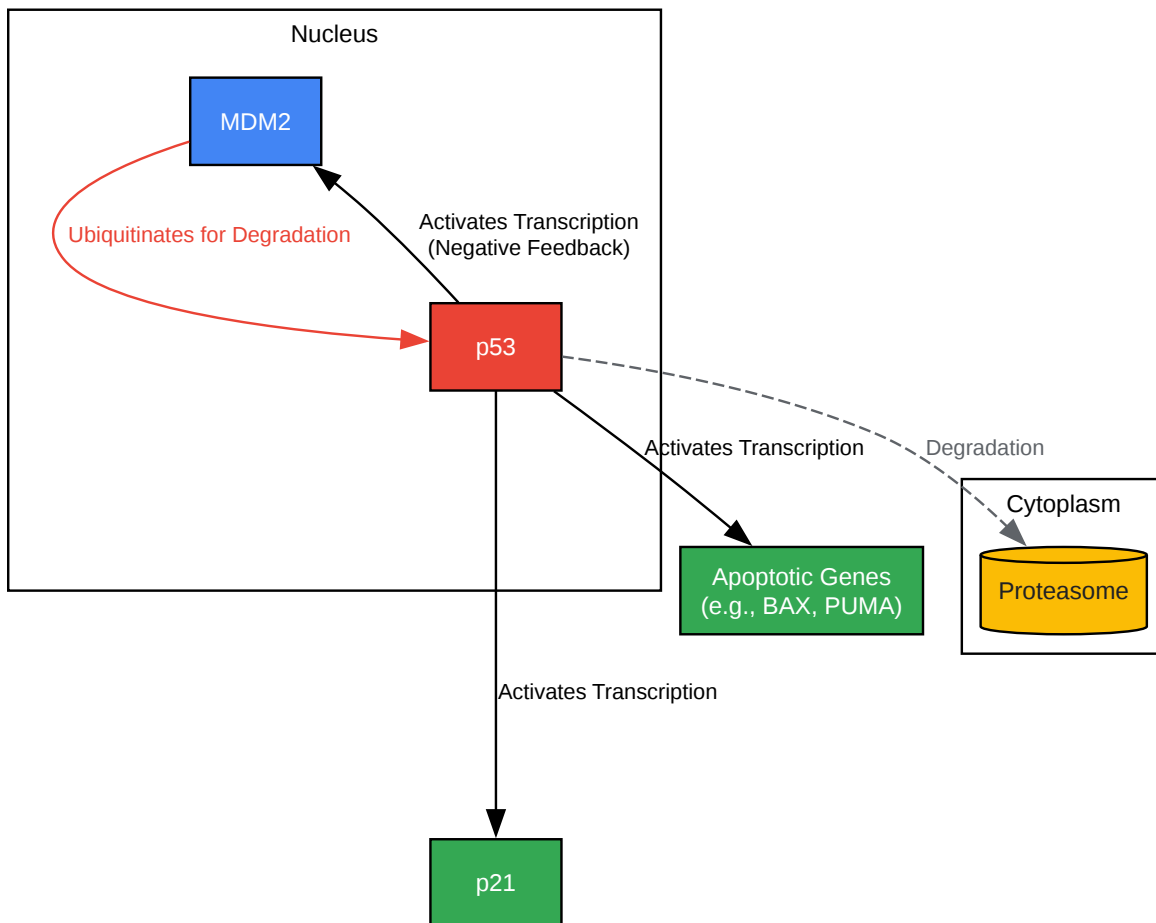 Nucleus
MDM2
Ubiquitinates for Degradation
Activates Transcription
(Negative Feedback)
p53
Activates Transcription
Degradation
Cytoplasm
Apoptotic Genes
(e.g., BAX, PUMA)
Proteasome
Activates Transcription
p21